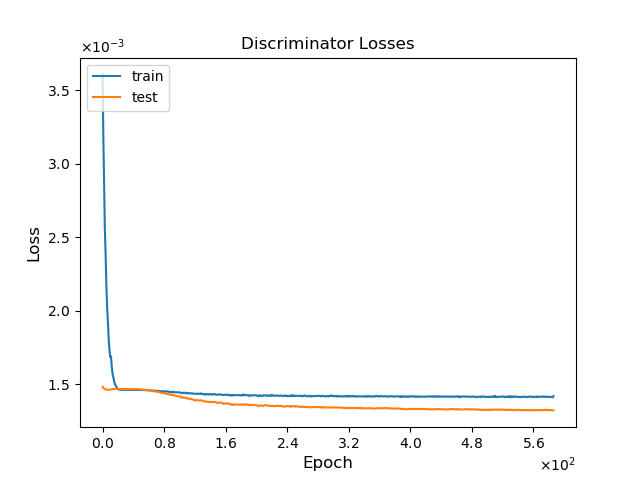 Discriminator Losses
×10⁻³
train
test
3.5
3.0
2.5
2.0
1.5
Loss
0.0 0.8 1.6 2.4 3.2 4.0 4.8 5.6
Epoch
×10²